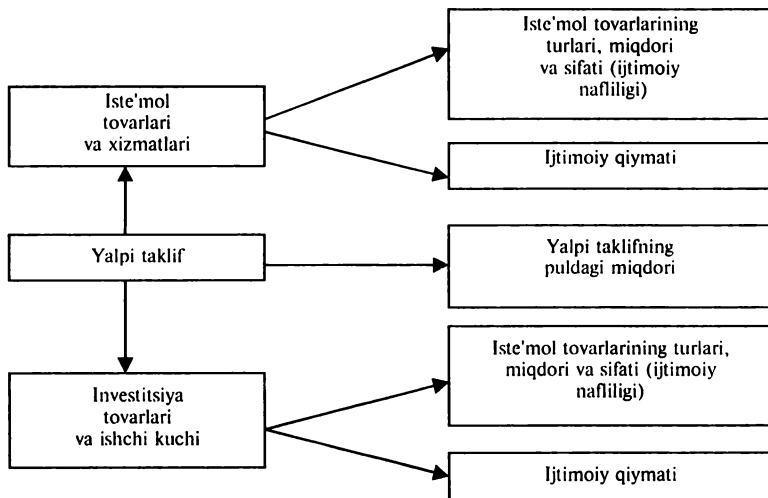 Iste'mol tovarlarining
turlari, miqdori
va sifati (ijtimoiy
nafliligi)
Iste'mol
tovarlari
va xizmatlari
Ijtimoiy qiymati
Yalpi taklif
Yalpi taklifning
puldagi miqdori
Iste'mol tovarlarining turlari,
miqdori va sifati (ijtimoiy
nafliligi)
Investitsiya
tovarlari
va ishchi kuchi
Ijtimoiy qiymati